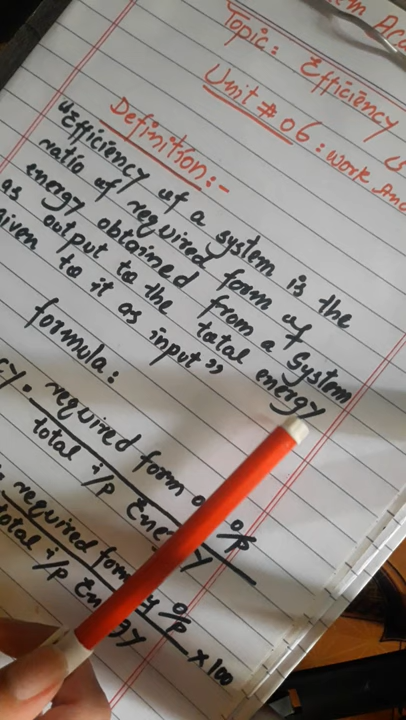 Topic: Efficiency
Unit # 06: Work And
Definition:-
"Efficiency of a system is the
ratio of required form of
energy obtained from a system
as output to the total energy
given to it as input"
formula:
required form of o/p
total i/p Energy
required form of o/p
total i/p Energy × 100